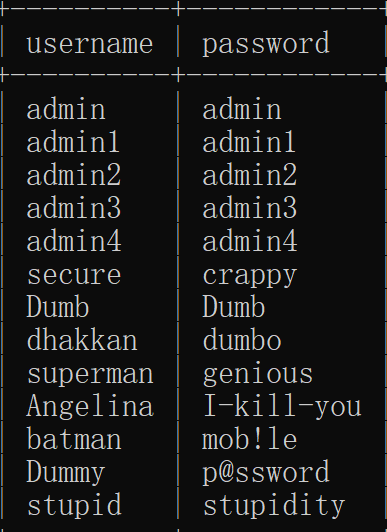 username password
admin admin
admin1 admin1
admin2 admin2
admin3 admin3
admin4 admin4
secure crappy
Dumb Dumb
dhakkan dumbo
superman genious
Angelina I-kill-you
batman mob!le
Dummy p@ssword
stupid stupidity